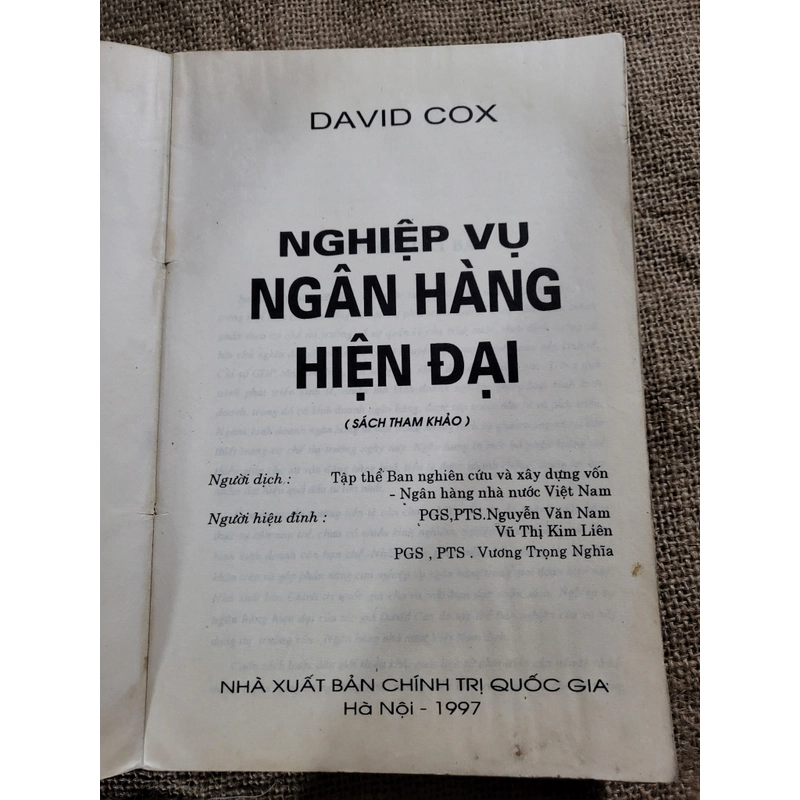 DAVID COX
NGHIỆP VỤ
NGÂN HÀNG
HIỆN ĐẠI
( SÁCH THAM KHẢO )
Người dịch : Tập thể Ban nghiên cứu và xây dựng vốn
- Ngân hàng nhà nước Việt Nam
Người hiệu đính : PGS,PTS.Nguyễn Văn Nam
Vũ Thị Kim Liên
PGS , PTS . Vương Trọng Nghĩa
NHÀ XUẤT BẢN CHÍNH TRỊ QUỐC GIA
Hà Nội - 1997